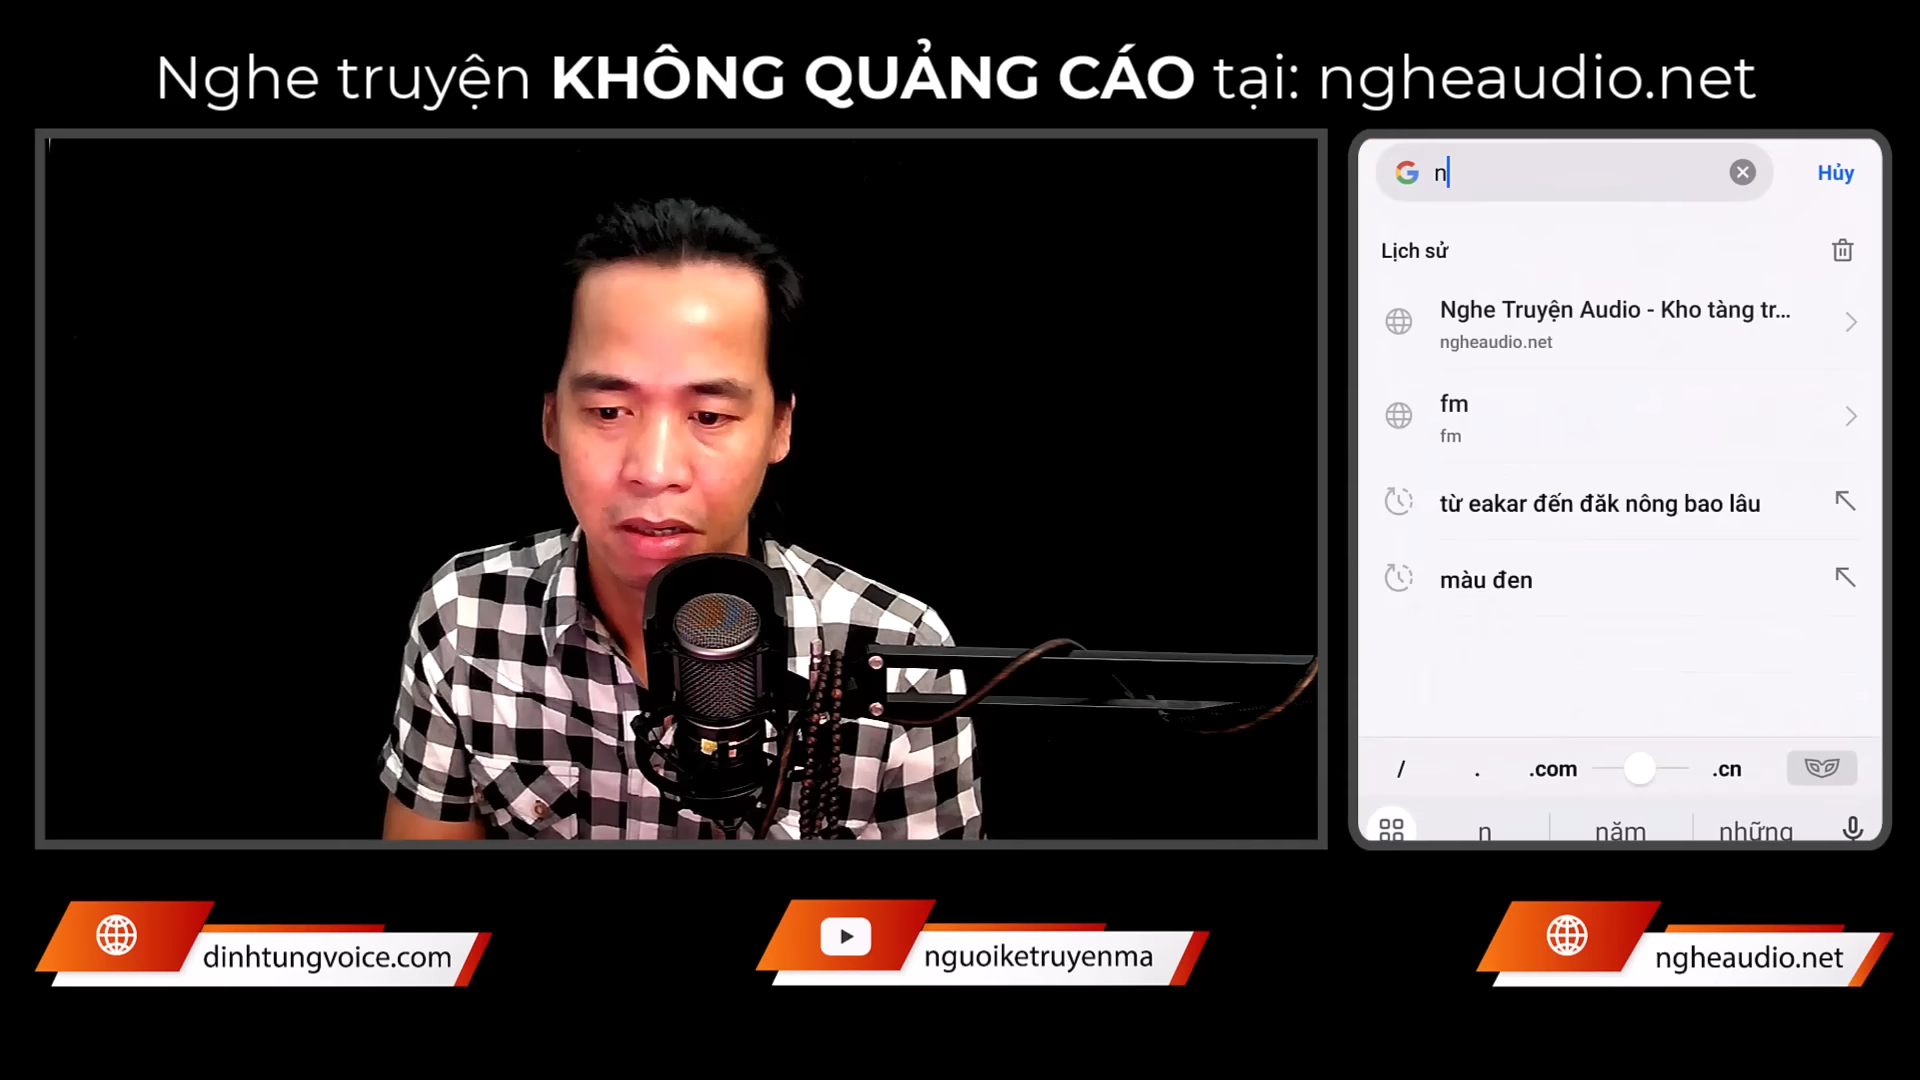 Nghe truyện KHÔNG QUẢNG CÁO tại: ngheaudio.net
n
Hủy
Lịch sử
Nghe Truyện Audio - Kho tàng tr...
ngheaudio.net
fm
fm
từ eakar đến đăk nông bao lâu
màu đen
/ . .com .cn
n năm những
dinhtungvoice.com
nguoiketruyenma
ngheaudio.net